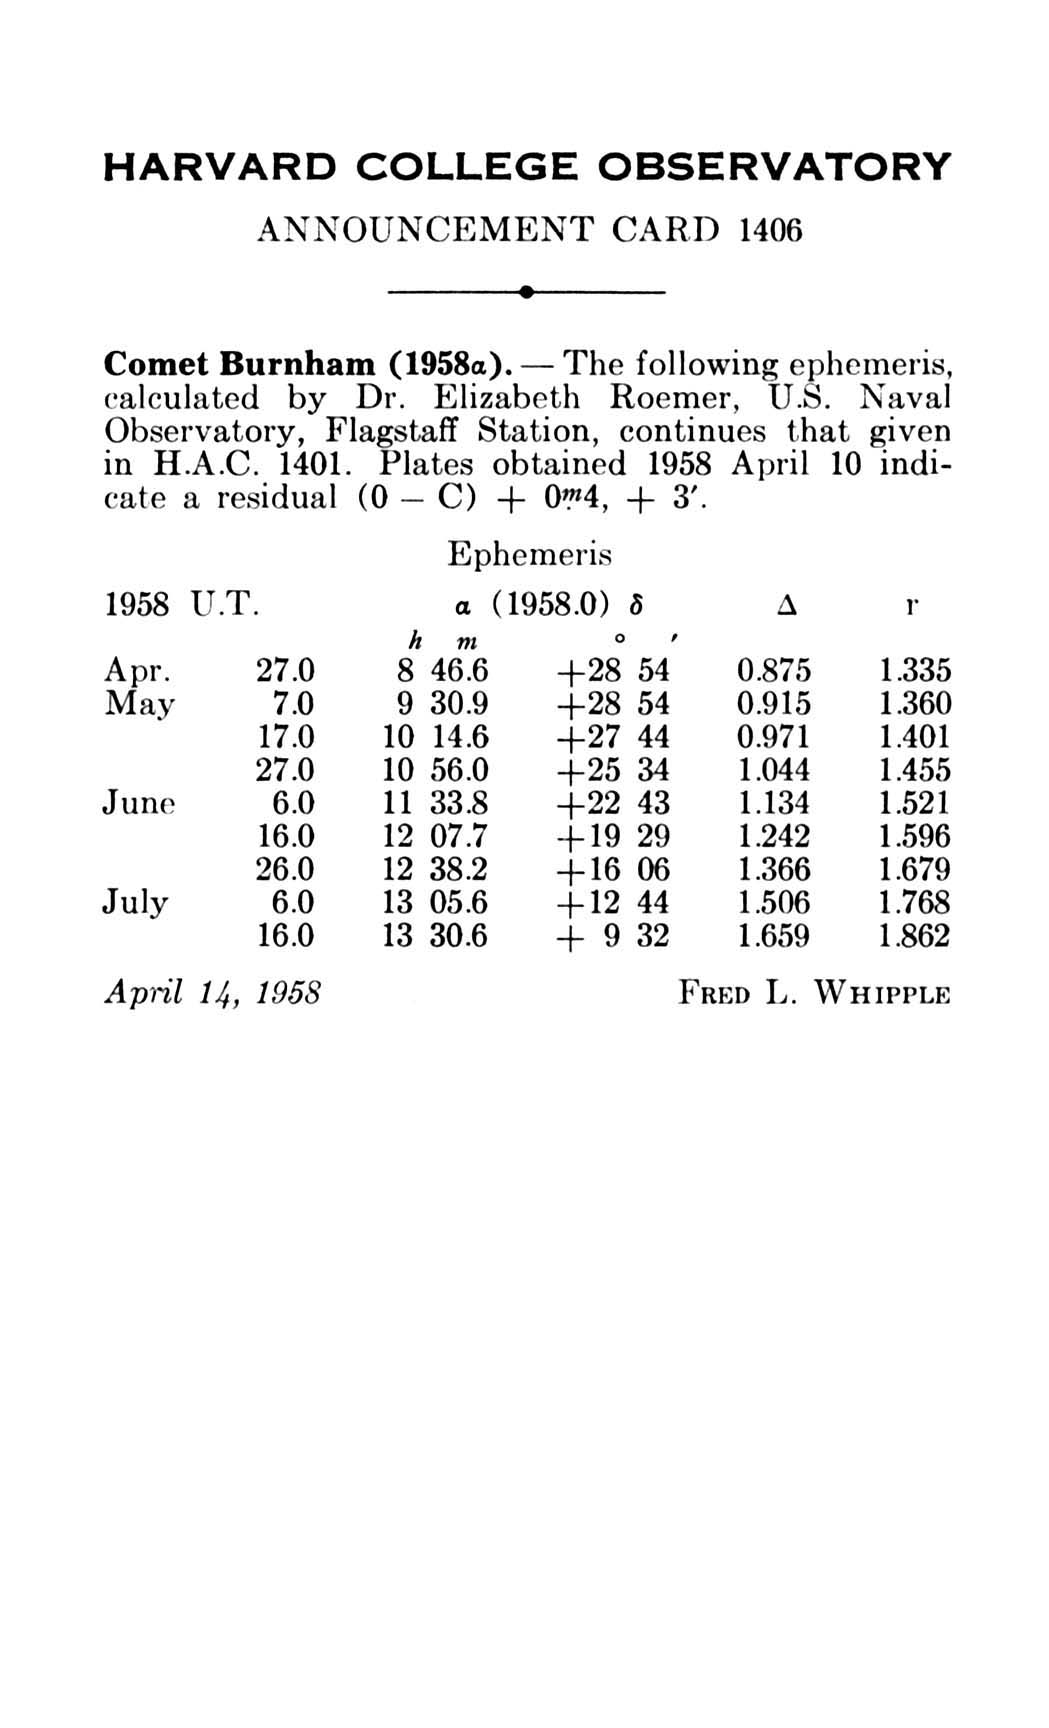 HARVARD COLLEGE OBSERVATORY
ANNOUNCEMENT CARD 1406
Comet Burnham (1958a). — The following ephemeris,
calculated by Dr. Elizabeth Roemer, U.S. Naval
Observatory, Flagstaff Station, continues that given
in H.A.C. 1401. Plates obtained 1958 April 10 indi-
cate a residual (0 – C) + 0ᵐ.4, + 3′.
Ephemeris
1958 U.T. α (1958.0) δ Δ r
h m ° ′
Apr. 27.0 8 46.6 +28 54 0.875 1.335
May 7.0 9 30.9 +28 54 0.915 1.360
17.0 10 14.6 +27 44 0.971 1.401
27.0 10 56.0 +25 34 1.044 1.455
June 6.0 11 33.8 +22 43 1.134 1.521
16.0 12 07.7 +19 29 1.242 1.596
26.0 12 38.2 +16 06 1.366 1.679
July 6.0 13 05.6 +12 44 1.506 1.768
16.0 13 30.6 + 9 32 1.659 1.862
April 14, 1958 FRED L. WHIPPLE